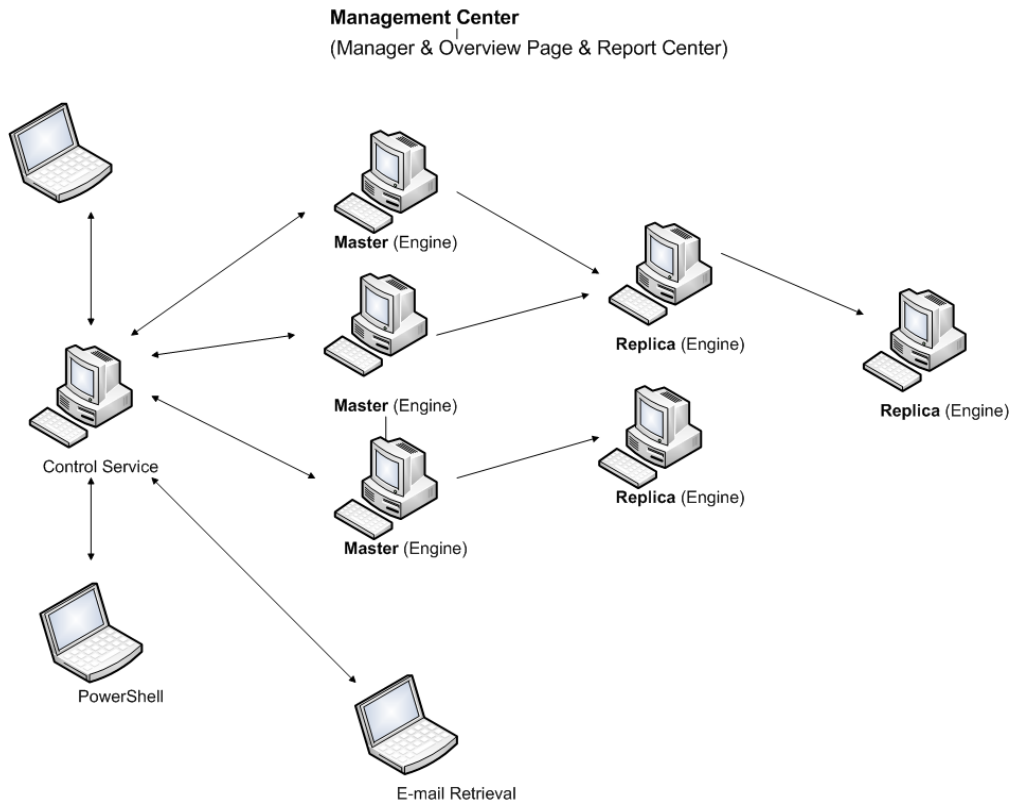 Management Center
(Manager & Overview Page & Report Center)
Master (Engine)
Replica (Engine)
Master (Engine)
Replica (Engine)
Control Service
Replica (Engine)
Master (Engine)
PowerShell
E-mail Retrieval